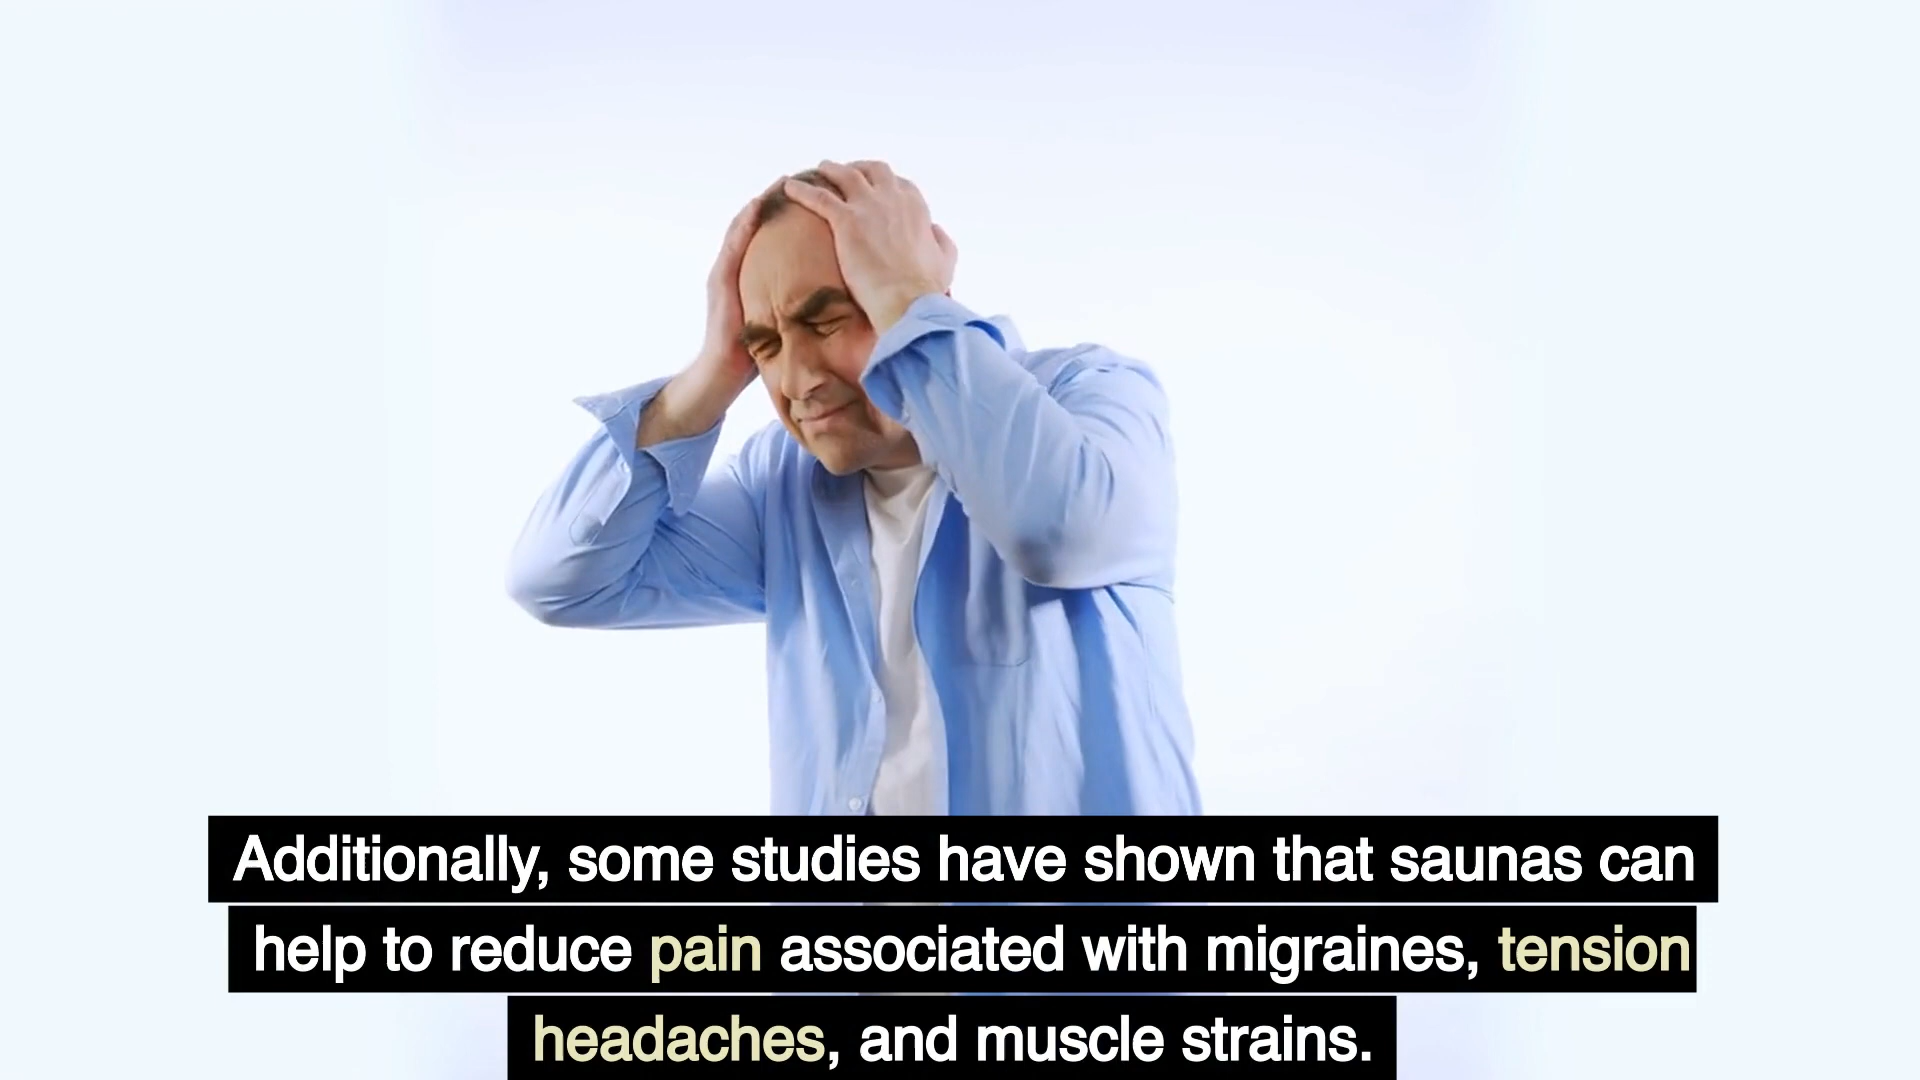 Additionally, some studies have shown that saunas can
help to reduce pain associated with migraines, tension
headaches, and muscle strains.